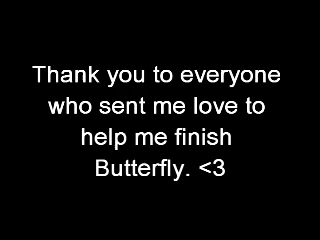 Thank you to everyone
who sent me love to
help me finish
Butterfly. <3